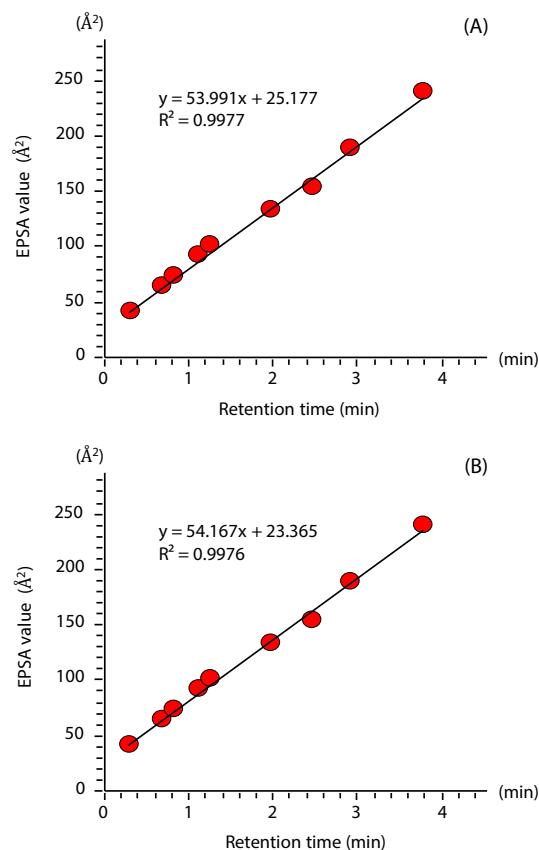 (Å²)
(A)
250
y = 53.991x + 25.177
200
R² = 0.9977
EPSA value (Å²)
150
100
50
0
0 1 2 3 4 (min)
Retention time (min)
(Å²)
(B)
250
y = 54.167x + 23.365
R² = 0.9976
200
EPSA value (Å²)
150
100
50
0
0 1 2 3 4 (min)
Retention time (min)